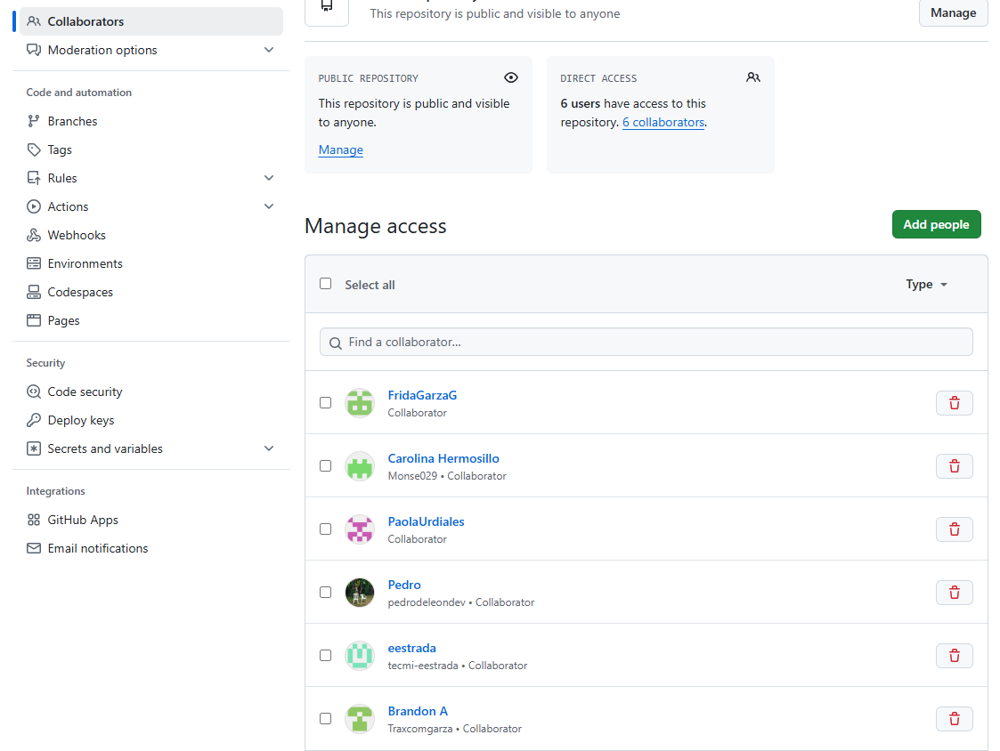 Collaborators
Moderation options
Code and automation
Branches
Tags
Rules
Actions
Webhooks
Environments
Codespaces
Pages
Security
Code security
Deploy keys
Secrets and variables
Integrations
GitHub Apps
Email notifications
This repository is public and visible to anyone
Manage
PUBLIC REPOSITORY
This repository is public and visible
to anyone.
Manage
DIRECT ACCESS
6 users have access to this
repository. 6 collaborators.
Manage access
Add people
Select all
Type
Find a collaborator...
FridaGarzaG
Collaborator
Carolina Hermosillo
Monse029 • Collaborator
PaolaUrdiales
Collaborator
Pedro
pedrodeleondev • Collaborator
eestrada
tecmi-eestrada • Collaborator
Brandon A
Traxcomgarza • Collaborator